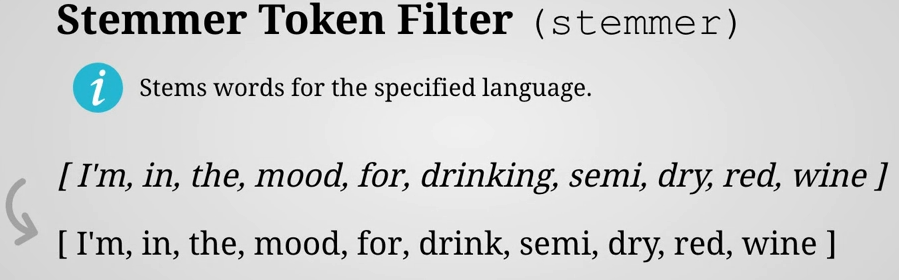 Stemmer Token Filter (stemmer)
i Stems words for the specified language.
[ I'm, in, the, mood, for, drinking, semi, dry, red, wine ]
[ I'm, in, the, mood, for, drink, semi, dry, red, wine ]